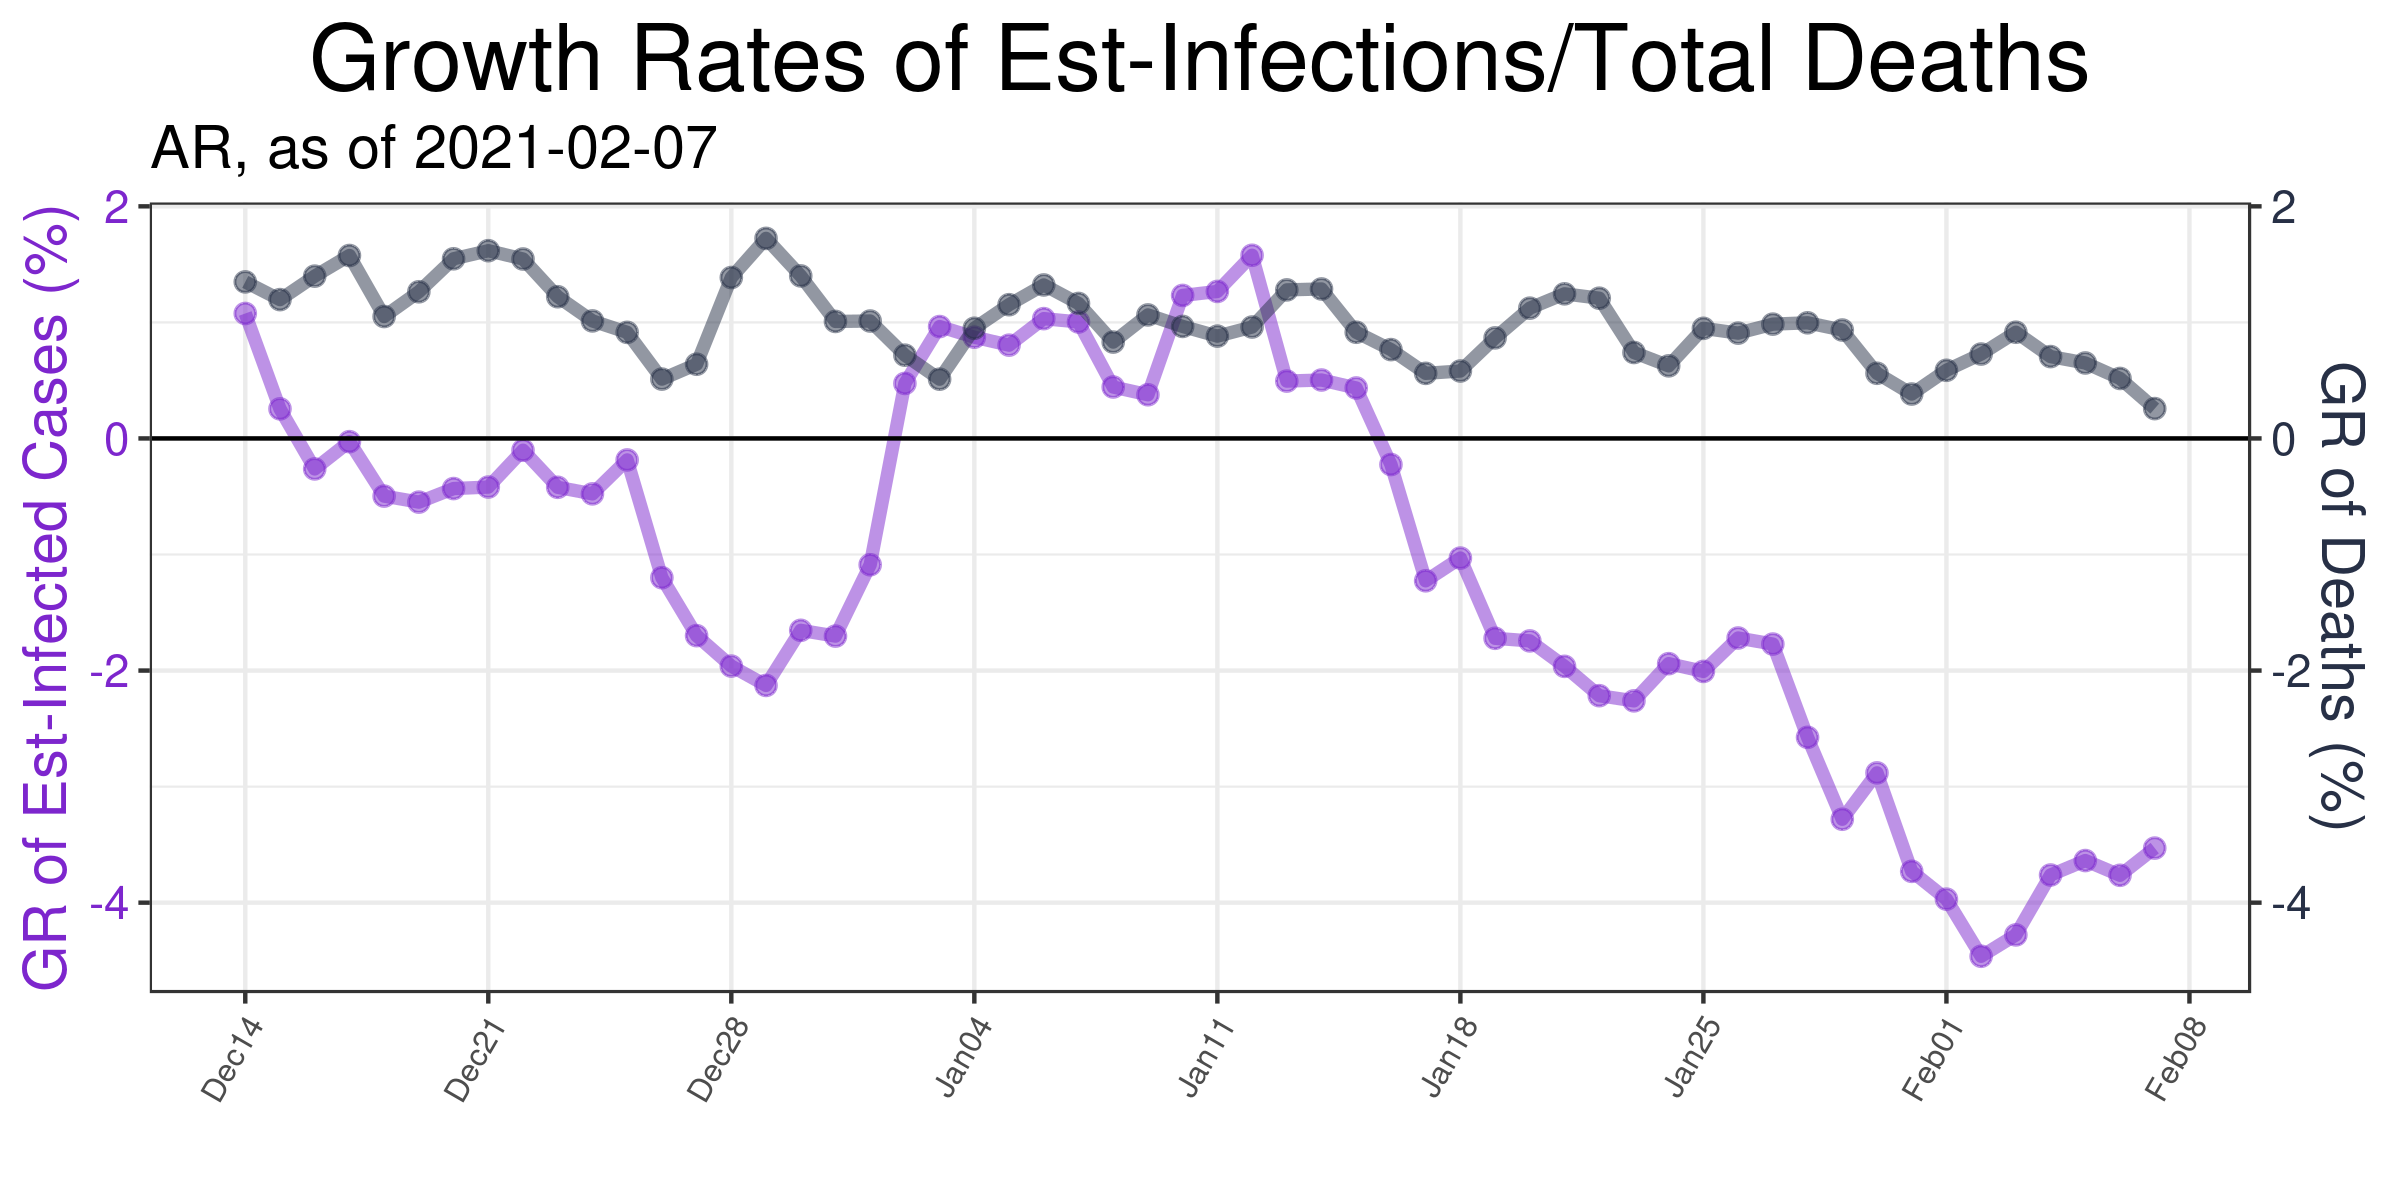 Growth Rates of Est-Infections/Total Deaths
AR, as of 2021-02-07
GR of Est-Infected Cases (%)
2
0
-2
-4
2
0
-2
-4
GR of Deaths (%)
Dec14
Dec21
Dec28
Jan04
Jan11
Jan18
Jan25
Feb01
Feb08